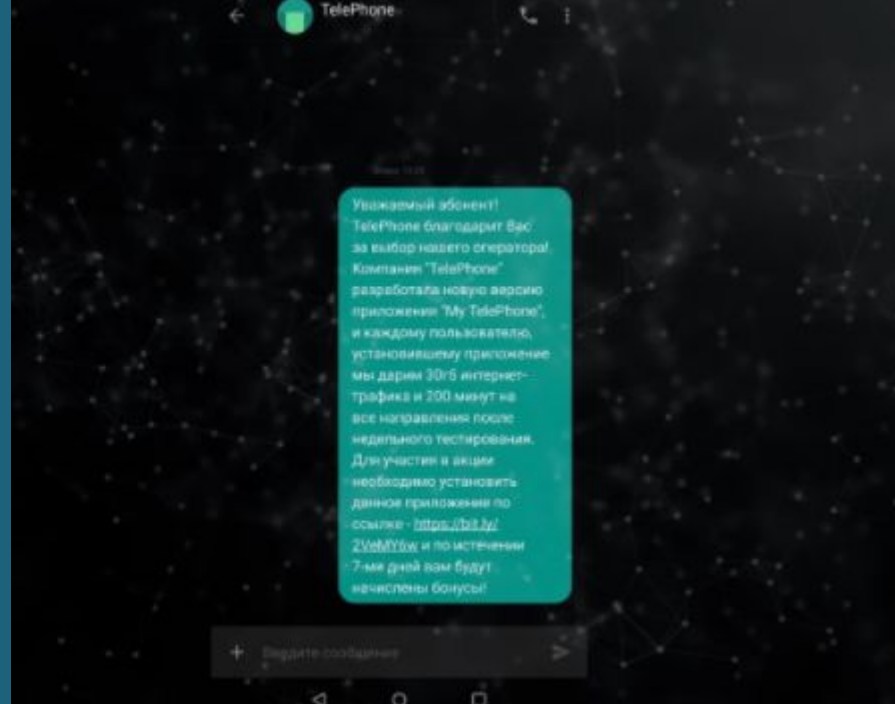 TelePhone
Уважаемый абонент!
TelePhone благодарит Вас
за выбор нашего оператора!
Компания "TelePhone"
разработала новую версию
приложения "My TelePhone",
и каждому пользователю,
установившему приложение
мы дарим 30гб интернет-
трафика и 200 минут на
все направления после
недельного тестирования.
Для участия в акции
необходимо установить
данное приложение по
ссылке - https://bit.ly/
2VeMY6w и по истечении
7-ми дней вам будут
начислены бонусы!
Введите сообщение